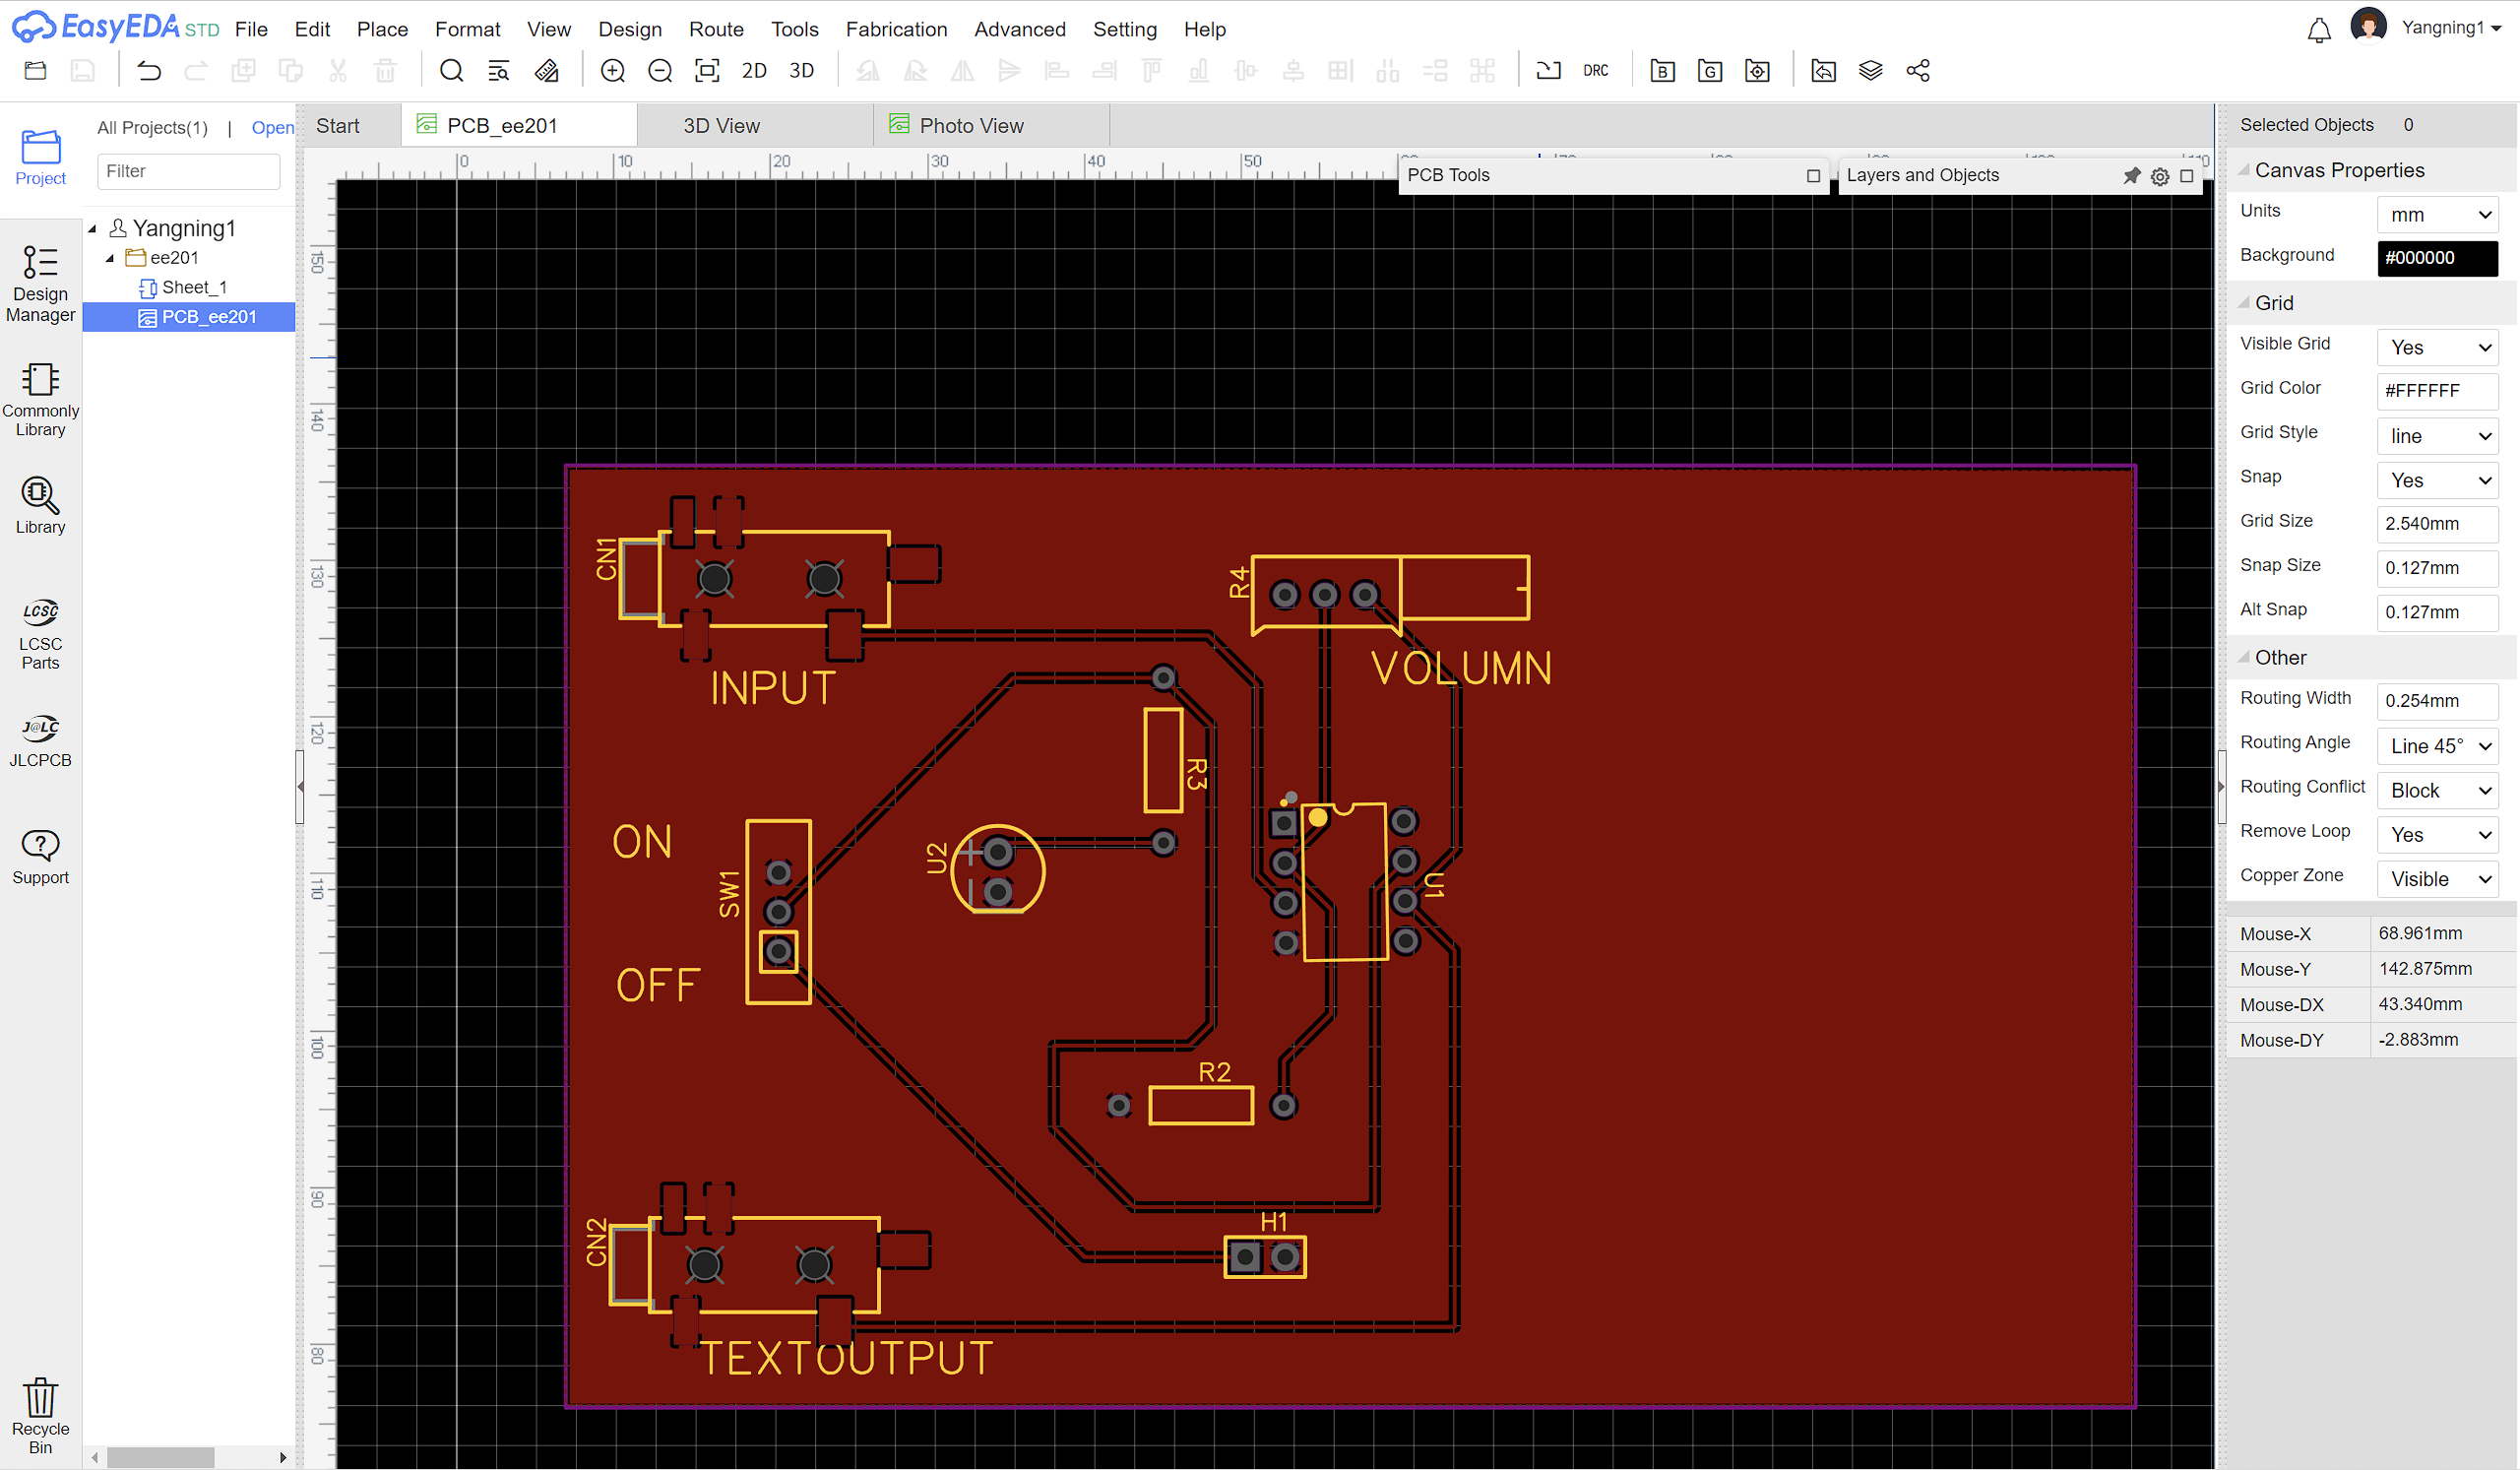 EasyEDA STD File Edit Place Format View Design Route Tools Fabrication Advanced Setting Help Yangning1
2D 3D DRC B G
All Projects(1) | Open
Filter
Yangning1
ee201
Sheet_1
PCB_ee201
Project
Design
Manager
Commonly
Library
Library
LCSC
LCSC
Parts
J@LC
JLCPCB
Support
Recycle
Bin
Start PCB_ee201 3D View Photo View
0 10 20 30 40 50
PCB Tools
Layers and Objects
150
140
130
120
110
100
90
80
CN1
INPUT
R4
VOLUMN
R3
ON
SW1
U2
U1
OFF
R2
H1
CN2
TEXTOUTPUT
Selected Objects 0
Canvas Properties
Units mm
Background #000000
Grid
Visible Grid Yes
Grid Color #FFFFFF
Grid Style line
Snap Yes
Grid Size 2.540mm
Snap Size 0.127mm
Alt Snap 0.127mm
Other
Routing Width 0.254mm
Routing Angle Line 45°
Routing Conflict Block
Remove Loop Yes
Copper Zone Visible
Mouse-X 68.961mm
Mouse-Y 142.875mm
Mouse-DX 43.340mm
Mouse-DY -2.883mm